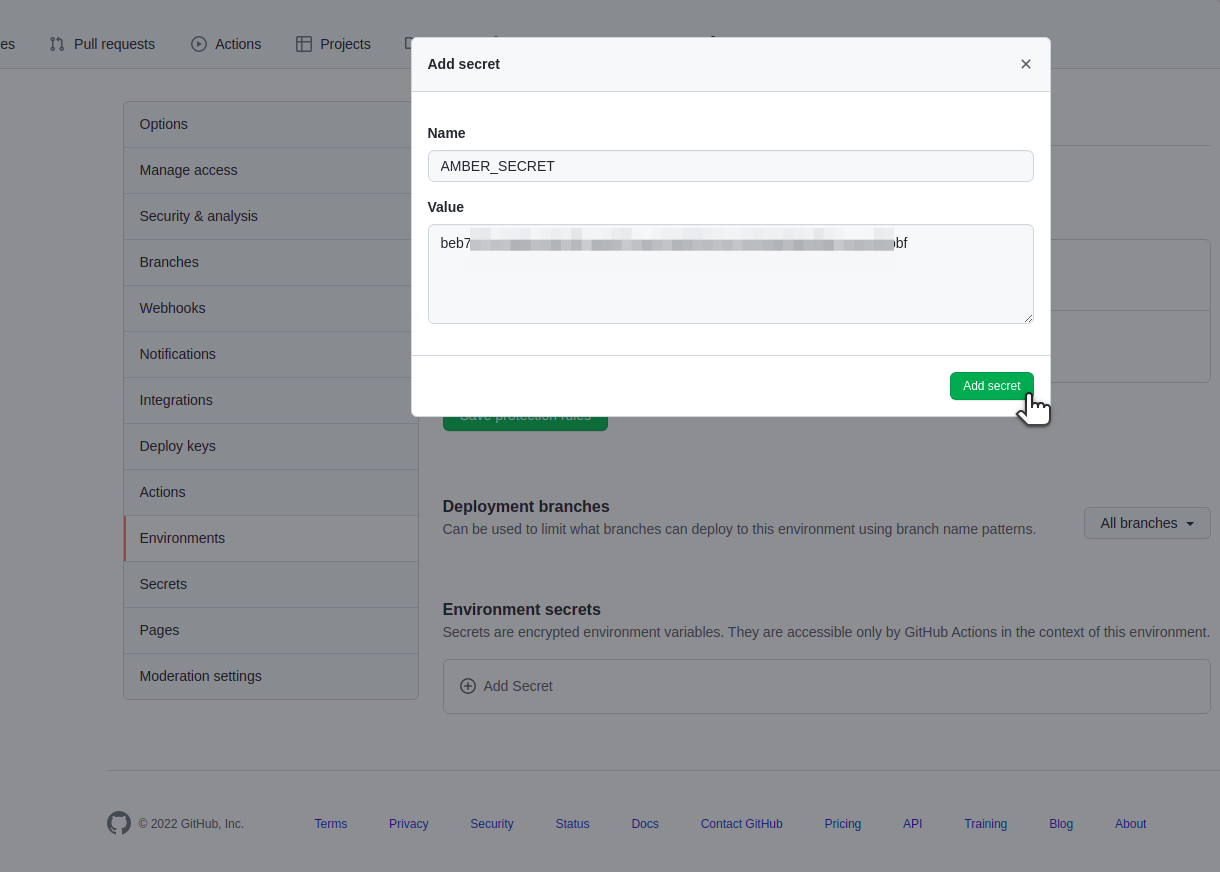 es Pull requests Actions Projects
Add secret
Name
AMBER_SECRET
Value
beb7 bf
Add secret
Options
Manage access
Security & analysis
Branches
Webhooks
Notifications
Integrations
Deploy keys
Actions
Environments
Secrets
Pages
Moderation settings
Save protection rules
Deployment branches
Can be used to limit what branches can deploy to this environment using branch name patterns.
All branches
Environment secrets
Secrets are encrypted environment variables. They are accessible only by GitHub Actions in the context of this environment.
Add Secret
© 2022 GitHub, Inc. Terms Privacy Security Status Docs Contact GitHub Pricing API Training Blog About